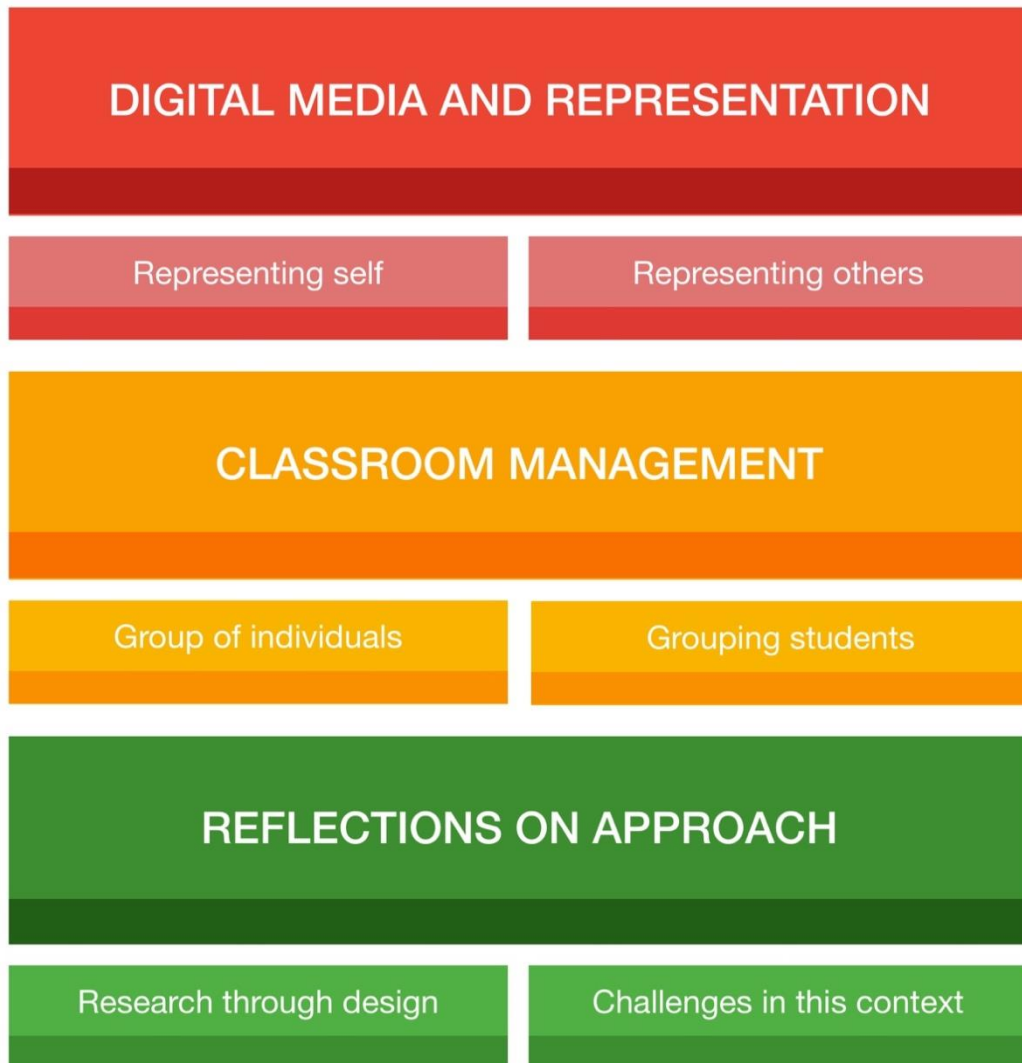 DIGITAL MEDIA AND REPRESENTATION
Representing self
Representing others
CLASSROOM MANAGEMENT
Group of individuals
Grouping students
REFLECTIONS ON APPROACH
Research through design
Challenges in this context